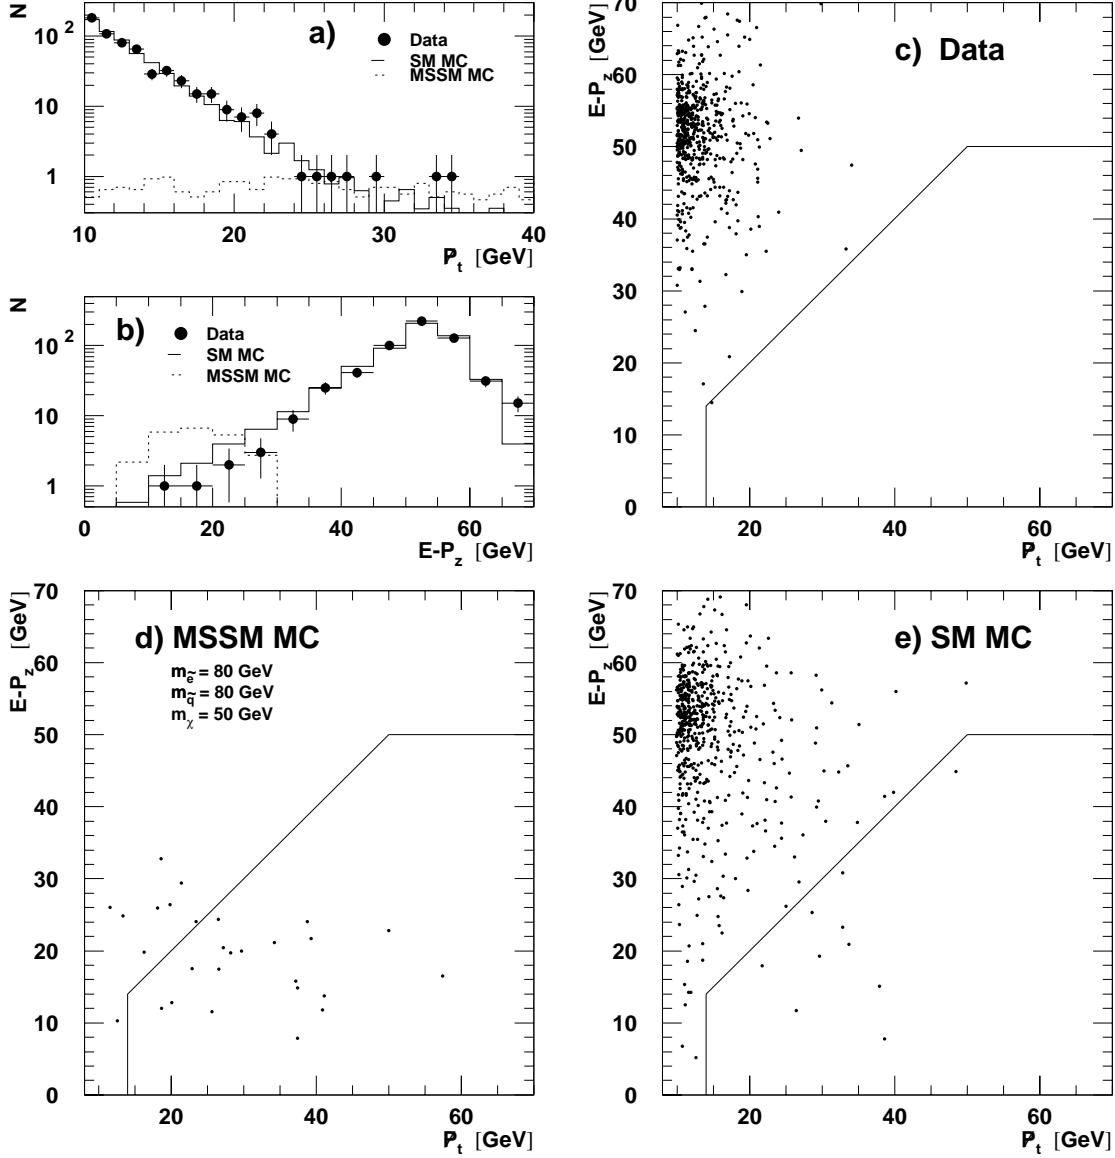 N
10 2
10
1
a)
Data
SM MC
MSSM MC
10 20 30 40
P̸t [GeV]
N
10 2
10
1
b)
Data
SM MC
MSSM MC
0 20 40 60
E-Pz [GeV]
E-Pz [GeV]
70
60
50
40
30
20
10
0
c) Data
20 40 60
P̸t [GeV]
E-Pz [GeV]
70
60
50
40
30
20
10
0
d) MSSM MC
mẽ = 80 GeV
mq̃ = 80 GeV
mχ = 50 GeV
20 40 60
P̸t [GeV]
E-Pz [GeV]
70
60
50
40
30
20
10
0
e) SM MC
20 40 60
P̸t [GeV]